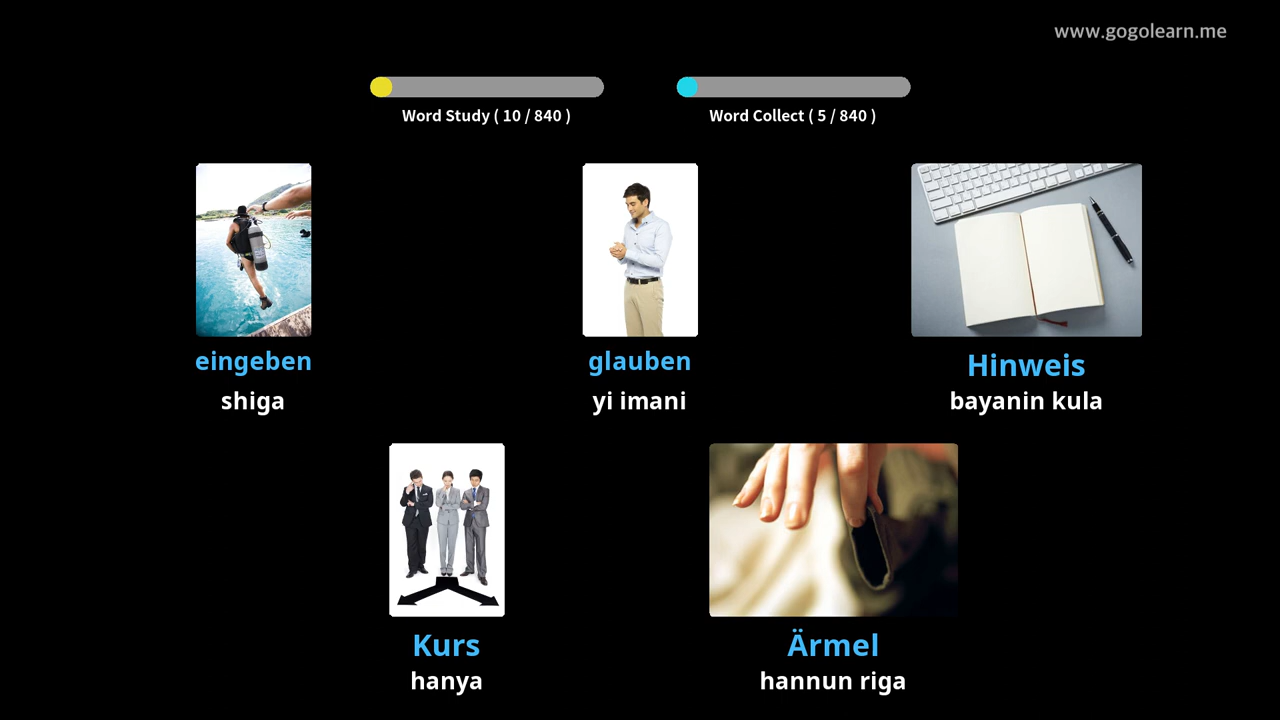 www.gogolearn.me
Word Study ( 10 / 840 )
Word Collect ( 5 / 840 )
eingeben
shiga
glauben
yi imani
Hinweis
bayanin kula
Kurs
hanya
Ärmel
hannun riga